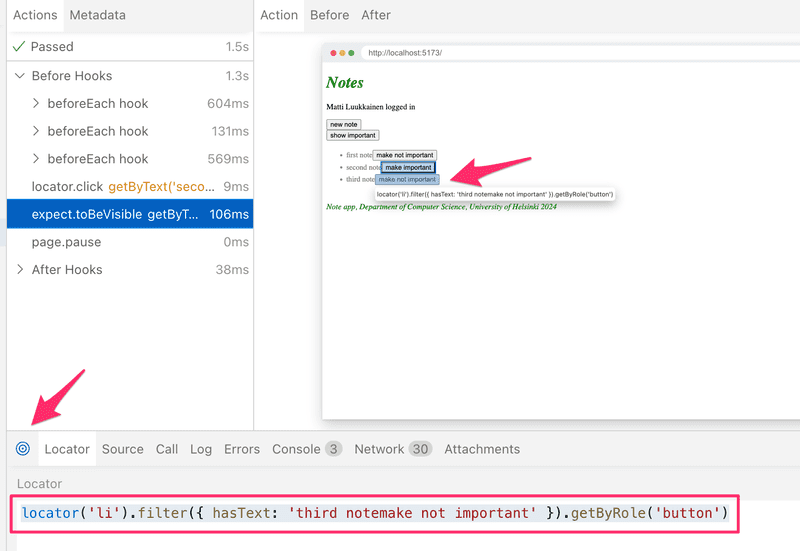 Actions Metadata
Passed 1.5s
Before Hooks 1.3s
beforeEach hook 604ms
beforeEach hook 131ms
beforeEach hook 569ms
locator.click getByText('seco... 9ms
expect.toBeVisible getByT... 106ms
page.pause 0ms
After Hooks 38ms
Action Before After
http://localhost:5173/
Notes
Matti Luukkainen logged in
new note
show important
first note make not important
second note make important
third note make not important
locator('li').filter({ hasText: 'third notemake not important' }).getByRole('button')
Note app, Department of Computer Science, University of Helsinki 2024
Locator Source Call Log Errors Console 3 Network 30 Attachments
Locator
locator('li').filter({ hasText: 'third notemake not important' }).getByRole('button')